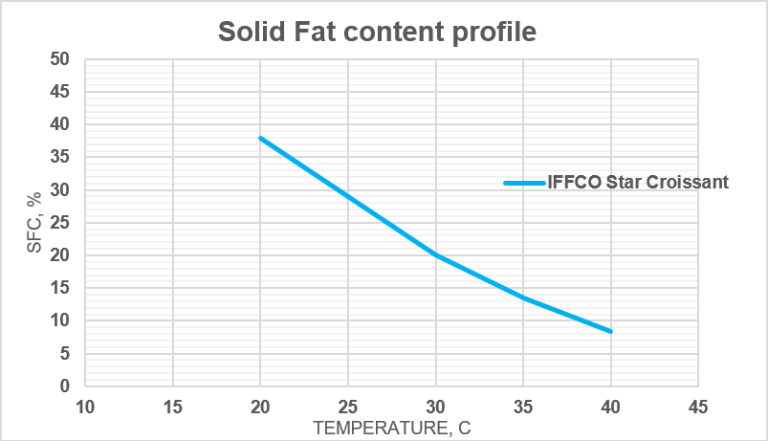 Solid Fat content profile
50
45
40
35
30
25
20
15
10
5
0
SFC, %
IFFCO Star Croissant
10 15 20 25 30 35 40 45
TEMPERATURE, C